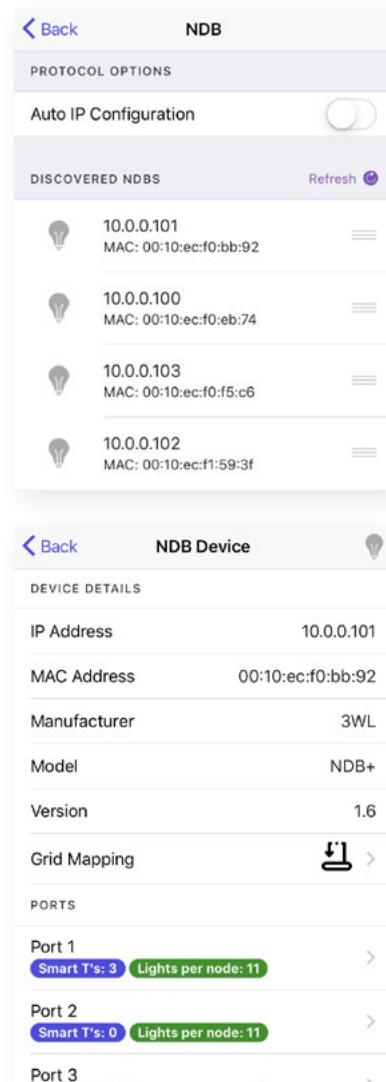 Back NDB
PROTOCOL OPTIONS
Auto IP Configuration
DISCOVERED NDBS Refresh
10.0.0.101
MAC: 00:10:ec:f0:bb:92
10.0.0.100
MAC: 00:10:ec:f0:eb:74
10.0.0.103
MAC: 00:10:ec:f0:f5:c6
10.0.0.102
MAC: 00:10:ec:f1:59:3f
Back NDB Device
DEVICE DETAILS
IP Address 10.0.0.101
MAC Address 00:10:ec:f0:bb:92
Manufacturer 3WL
Model NDB+
Version 1.6
Grid Mapping
PORTS
Port 1
Smart T's: 3 Lights per node: 11
Port 2
Smart T's: 0 Lights per node: 11
Port 3